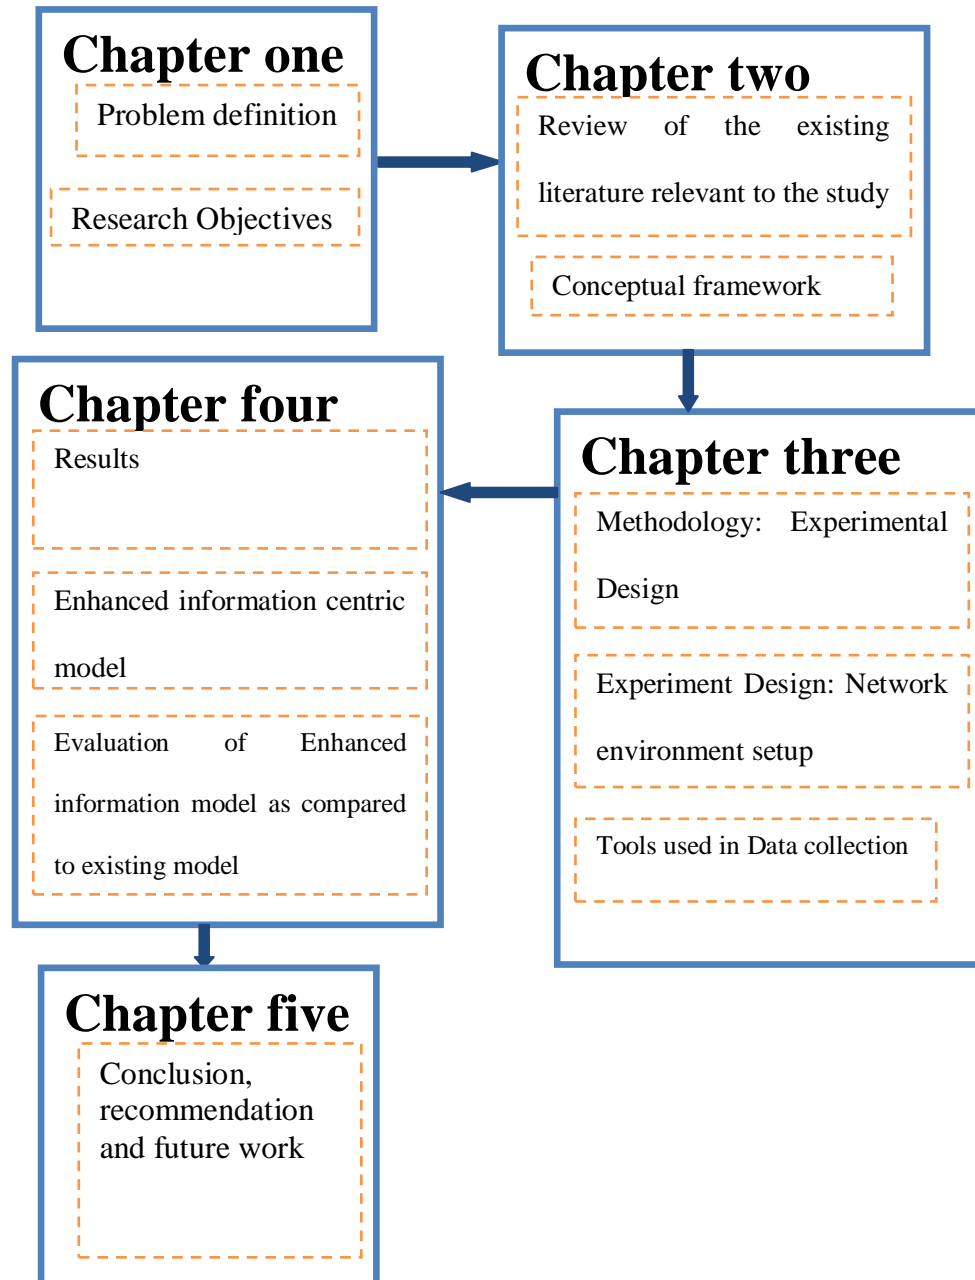 Chapter one
Problem definition
Research Objectives
Chapter two
Review of the existing
literature relevant to the study
Conceptual framework
Chapter three
Methodology: Experimental
Design
Experiment Design: Network
environment setup
Tools used in Data collection
Chapter four
Results
Enhanced information centric
model
Evaluation of Enhanced
information model as compared
to existing model
Chapter five
Conclusion,
recommendation
and future work